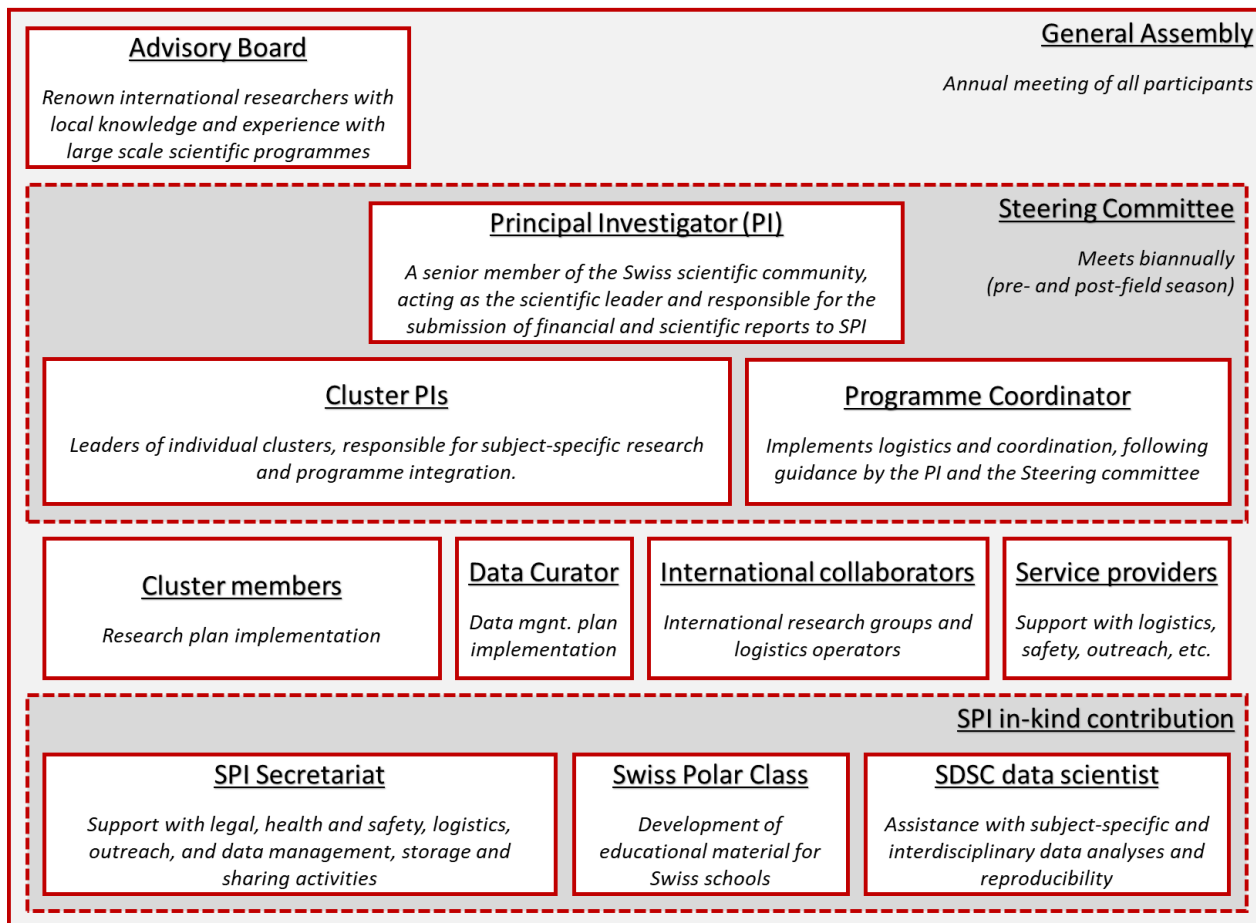 General Assembly
Annual meeting of all participants
Advisory Board
Renown international researchers with
local knowledge and experience with
large scale scientific programmes
Steering Committee
Meets biannually
(pre- and post-field season)
Principal Investigator (PI)
A senior member of the Swiss scientific community,
acting as the scientific leader and responsible for the
submission of financial and scientific reports to SPI
Cluster PIs
Leaders of individual clusters, responsible for subject-specific research
and programme integration.
Programme Coordinator
Implements logistics and coordination, following
guidance by the PI and the Steering committee
Cluster members
Research plan implementation
Data Curator
Data mgnt. plan
implementation
International collaborators
International research groups and
logistics operators
Service providers
Support with logistics,
safety, outreach, etc.
SPI in-kind contribution
SPI Secretariat
Support with legal, health and safety, logistics,
outreach, and data management, storage and
sharing activities
Swiss Polar Class
Development of
educational material for
Swiss schools
SDSC data scientist
Assistance with subject-specific and
interdisciplinary data analyses and
reproducibility